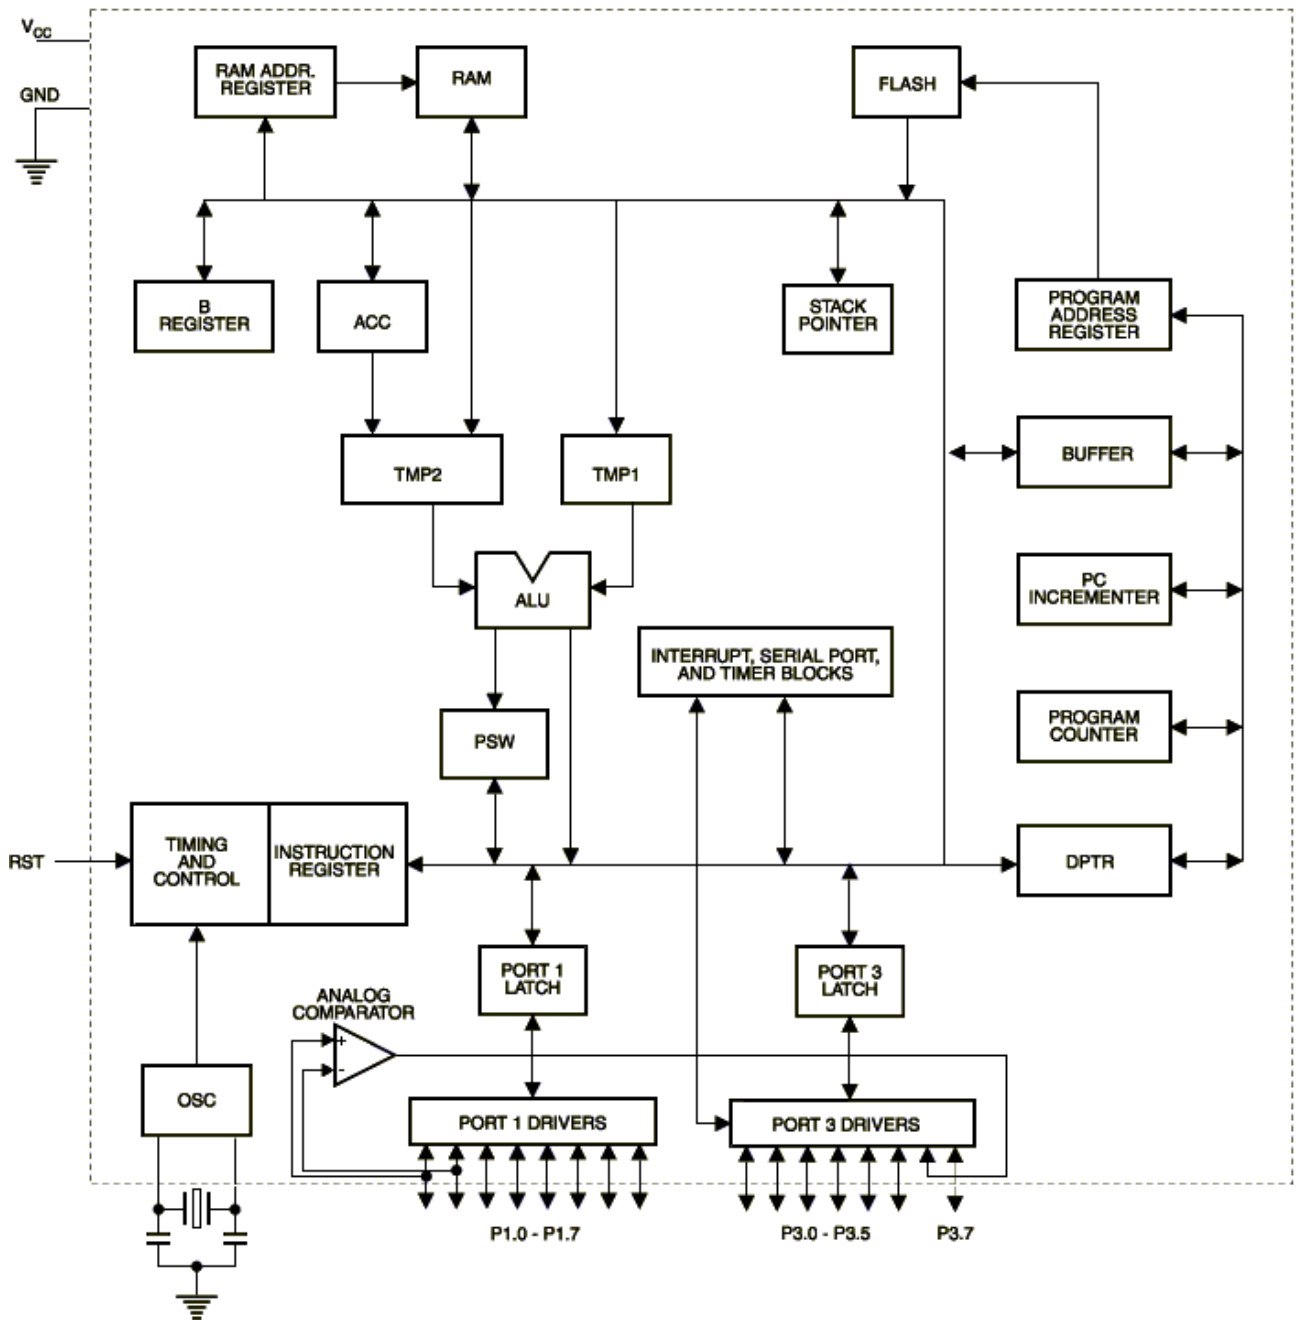 VCC
GND
RAM ADDR.
REGISTER
RAM
FLASH
B
REGISTER
ACC
STACK
POINTER
PROGRAM
ADDRESS
REGISTER
BUFFER
TMP2
TMP1
ALU
PC
INCREMENTER
INTERRUPT, SERIAL PORT,
AND TIMER BLOCKS
PSW
PROGRAM
COUNTER
RST
TIMING
AND
CONTROL
INSTRUCTION
REGISTER
DPTR
PORT 1
LATCH
PORT 3
LATCH
ANALOG
COMPARATOR
+
-
OSC
PORT 1 DRIVERS
PORT 3 DRIVERS
P1.0 - P1.7
P3.0 - P3.5
P3.7